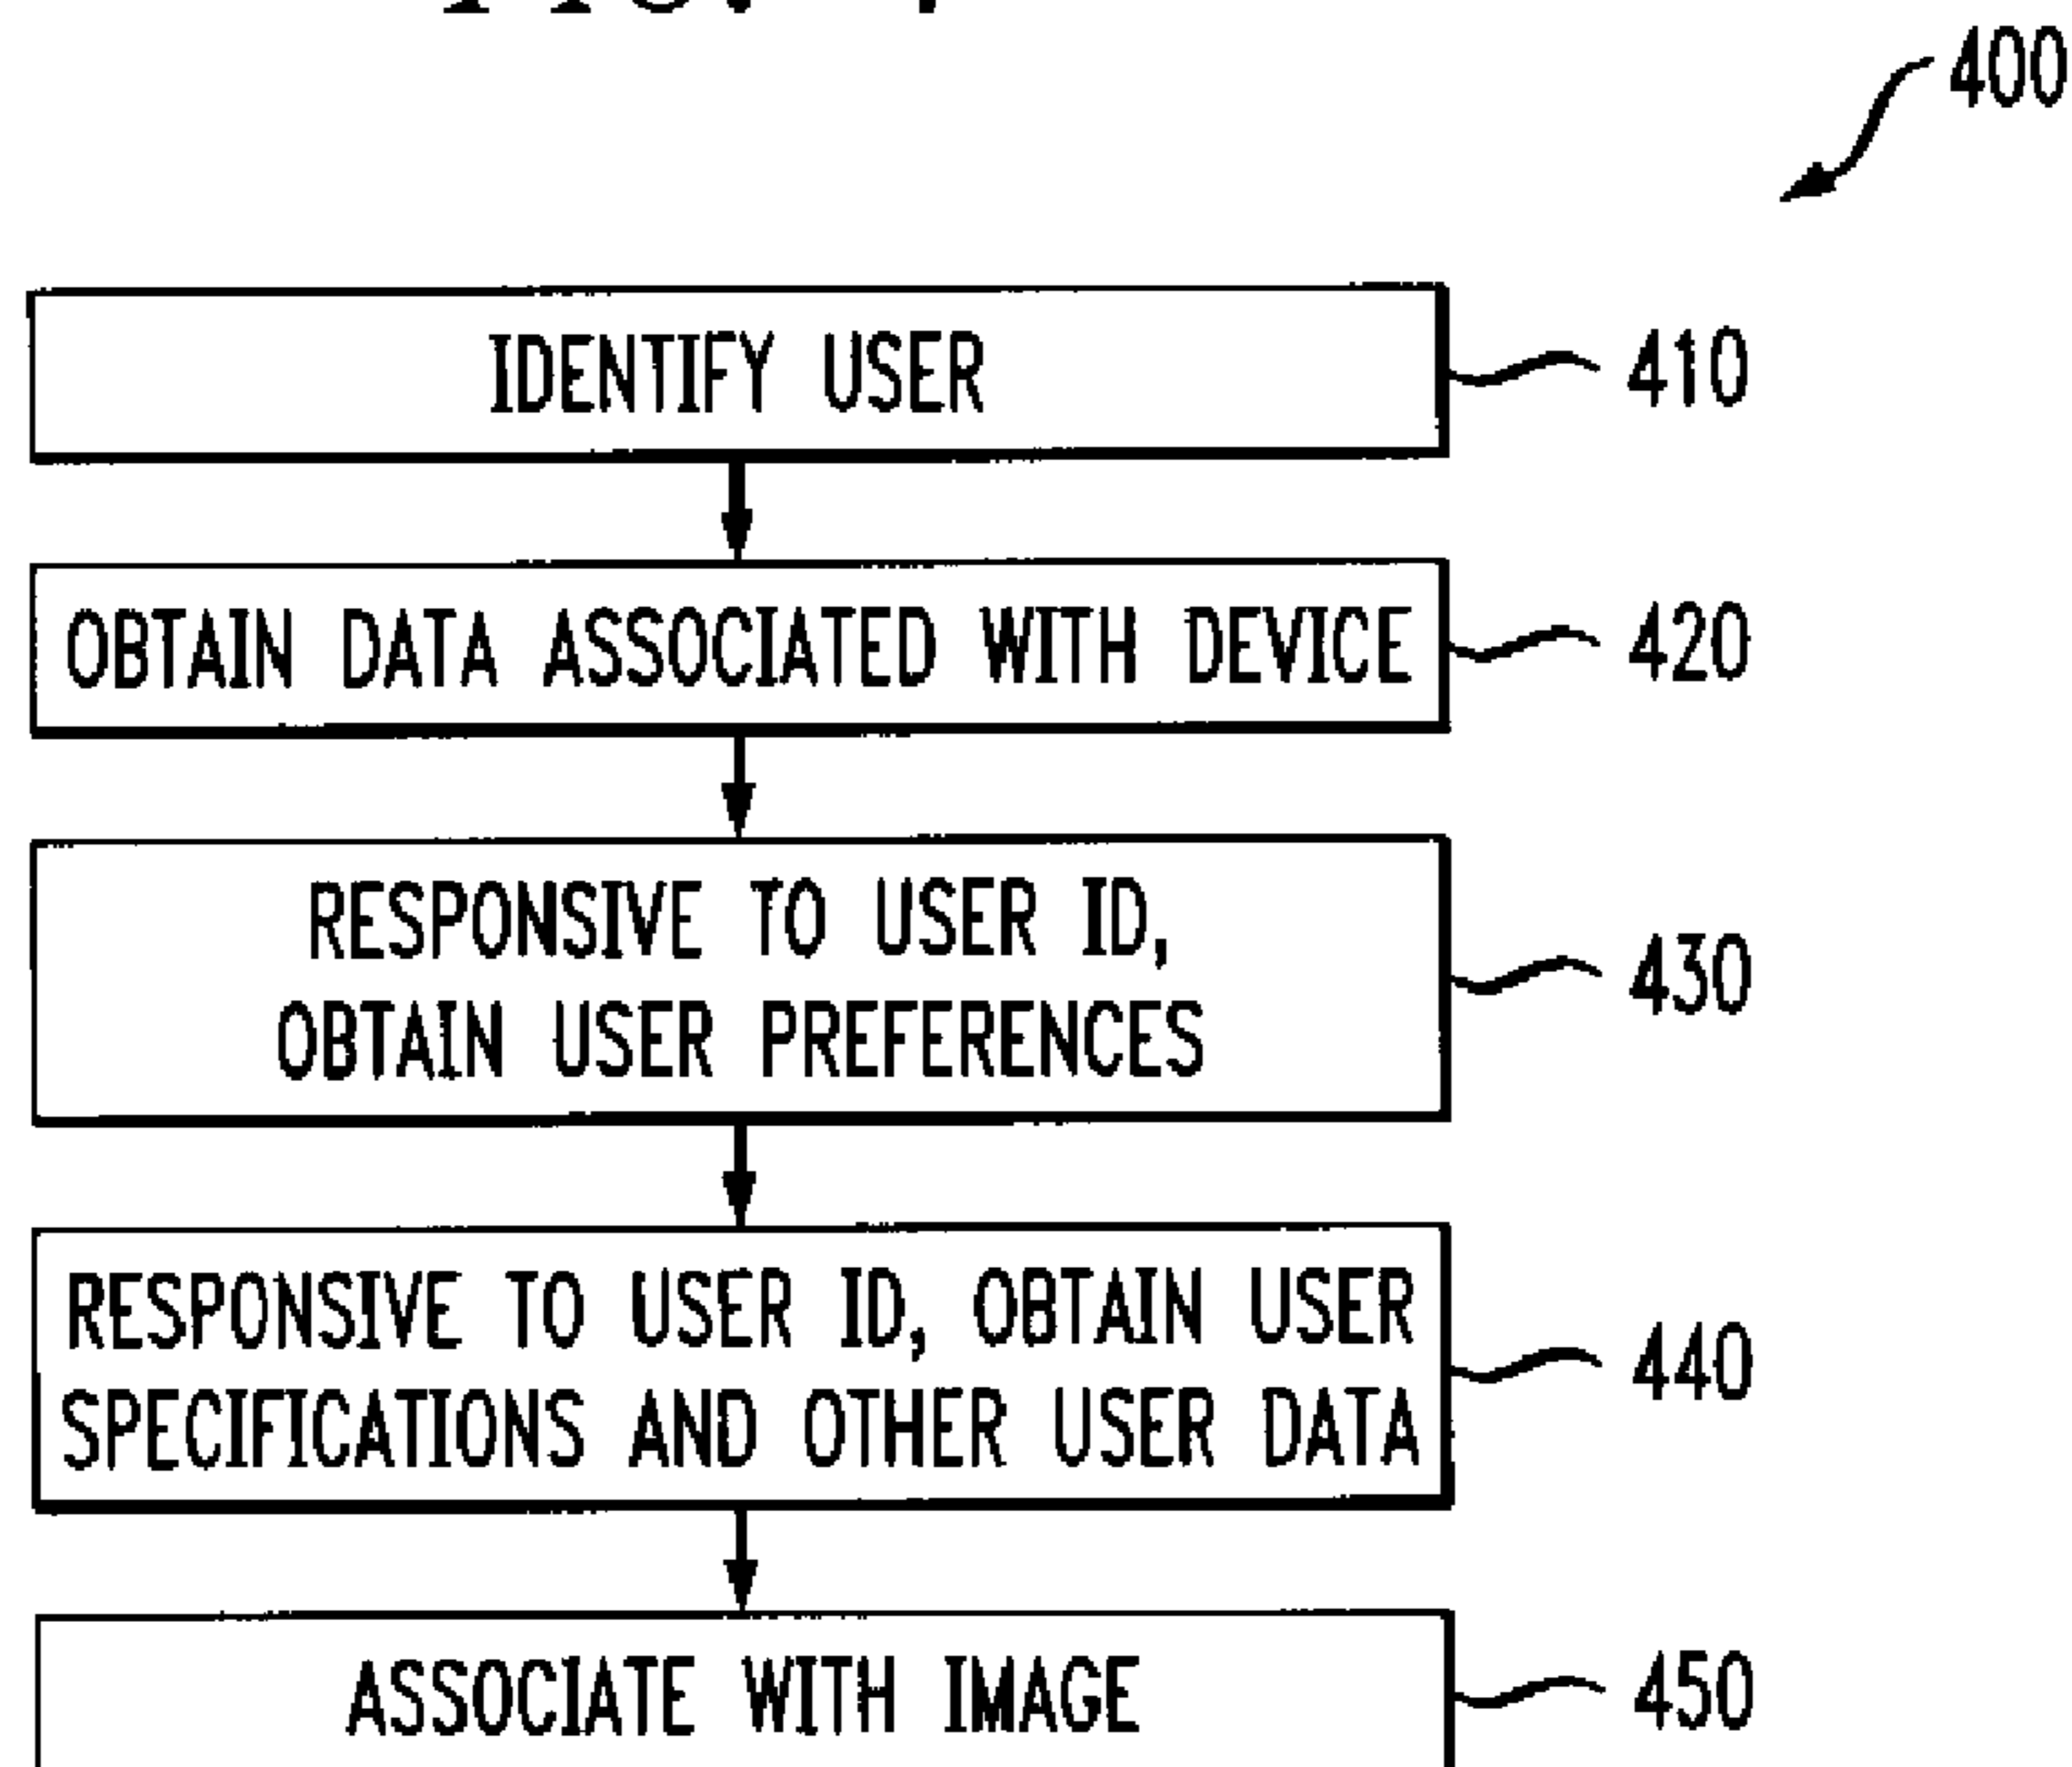 400
IDENTIFY USER
410
OBTAIN DATA ASSOCIATED WITH DEVICE
420
RESPONSIVE TO USER ID,
OBTAIN USER PREFERENCES
430
RESPONSIVE TO USER ID, OBTAIN USER
SPECIFICATIONS AND OTHER USER DATA
440
ASSOCIATE WITH IMAGE
450